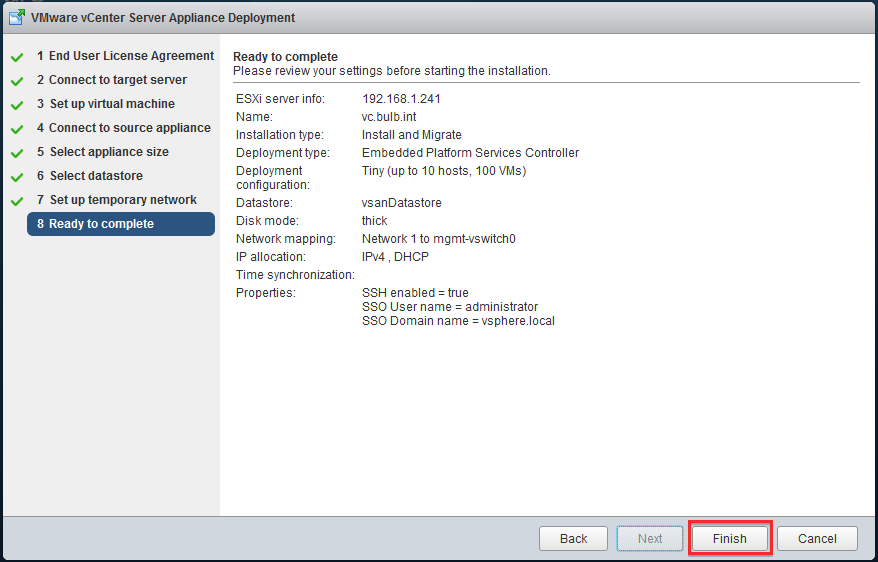 VMware vCenter Server Appliance Deployment
1 End User License Agreement
2 Connect to target server
3 Set up virtual machine
4 Connect to source appliance
5 Select appliance size
6 Select datastore
7 Set up temporary network
8 Ready to complete
Ready to complete
Please review your settings before starting the installation.
ESXi server info: 192.168.1.241
Name: vc.bulb.int
Installation type: Install and Migrate
Deployment type: Embedded Platform Services Controller
Deployment configuration: Tiny (up to 10 hosts, 100 VMs)
Datastore: vsanDatastore
Disk mode: thick
Network mapping: Network 1 to mgmt-vswitch0
IP allocation: IPv4 , DHCP
Time synchronization:
Properties: SSH enabled = true
SSO User name = administrator
SSO Domain name = vsphere.local
Back Next Finish Cancel